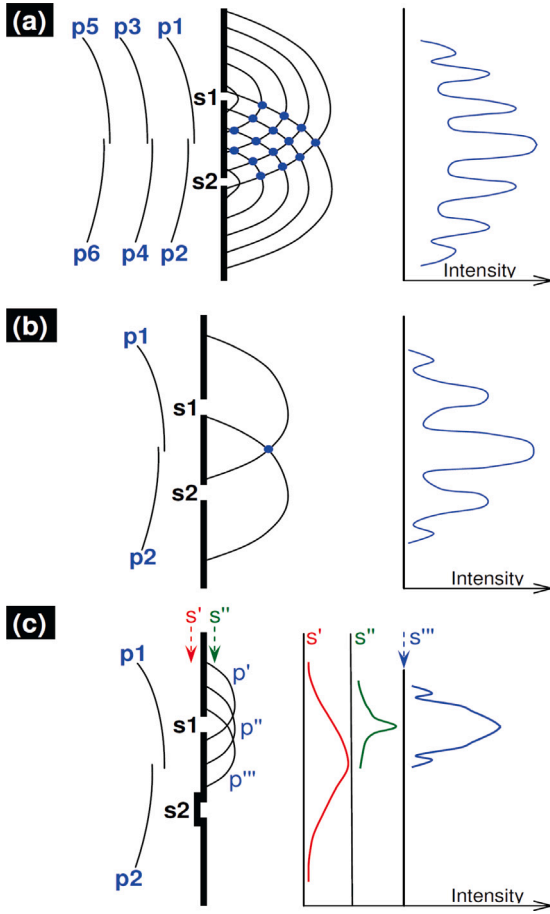 (a)
p5 p3 p1
s1
s2
p6 p4 p2
Intensity
(b)
p1
s1
s2
p2
Intensity
(c)
s' s" s' s" s'''
p1
p'
s1
p"
p'''
s2
p2
Intensity